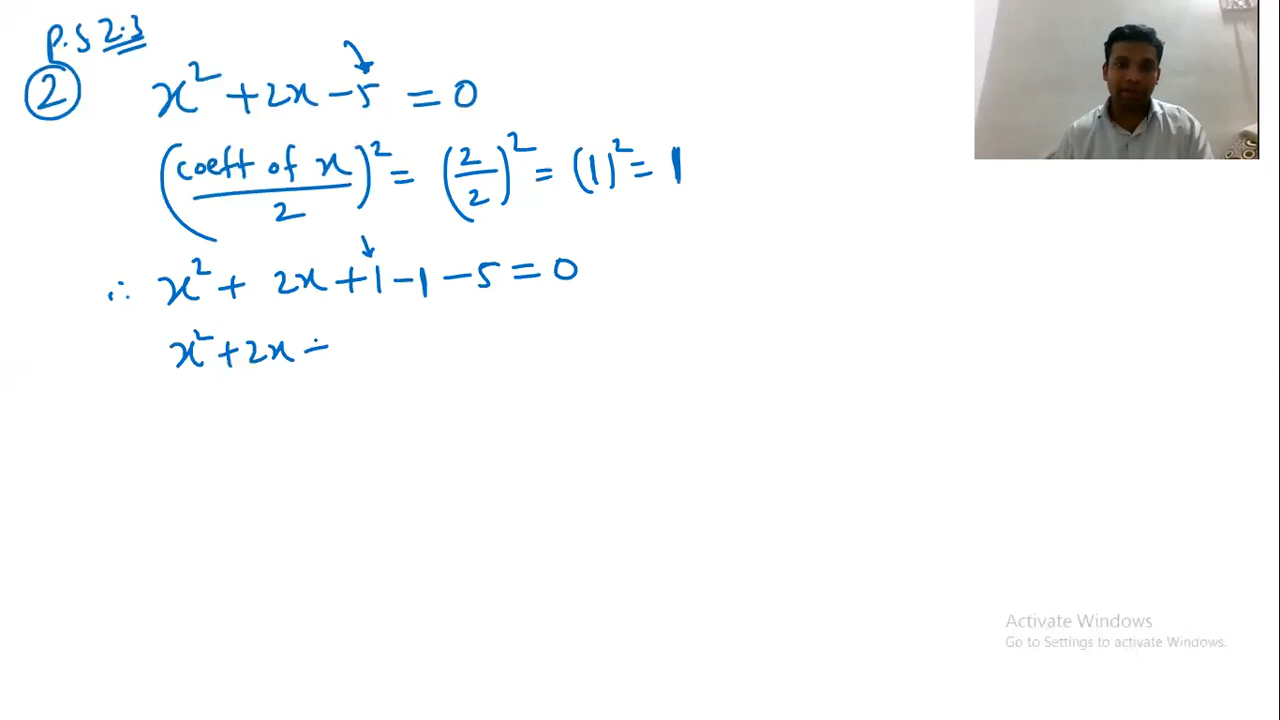 P.S 2.3
② x² + 2x - 5 = 0
(coeft of x / 2)² = (2/2)² = (1)² = 1
∴ x² + 2x + 1 - 1 - 5 = 0
x² + 2x -
Activate Windows
Go to Settings to activate Windows.